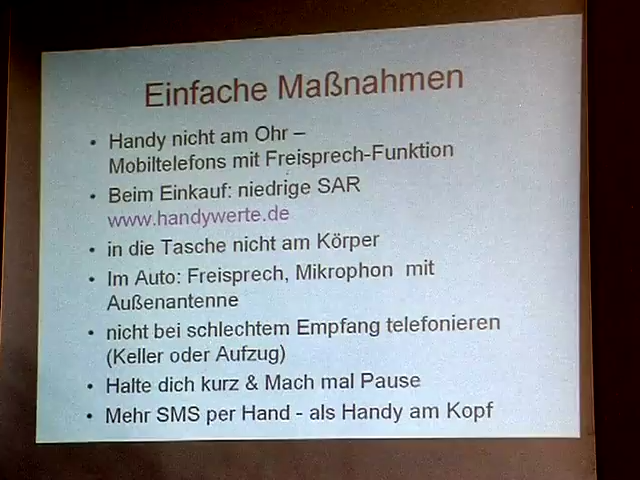 Einfache Maßnahmen
• Handy nicht am Ohr –
Mobiltelefons mit Freisprech-Funktion
• Beim Einkauf: niedrige SAR
www.handywerte.de
• in die Tasche nicht am Körper
• Im Auto: Freisprech, Mikrophon mit
Außenantenne
• nicht bei schlechtem Empfang telefonieren
(Keller oder Aufzug)
• Halte dich kurz & Mach mal Pause
• Mehr SMS per Hand - als Handy am Kopf